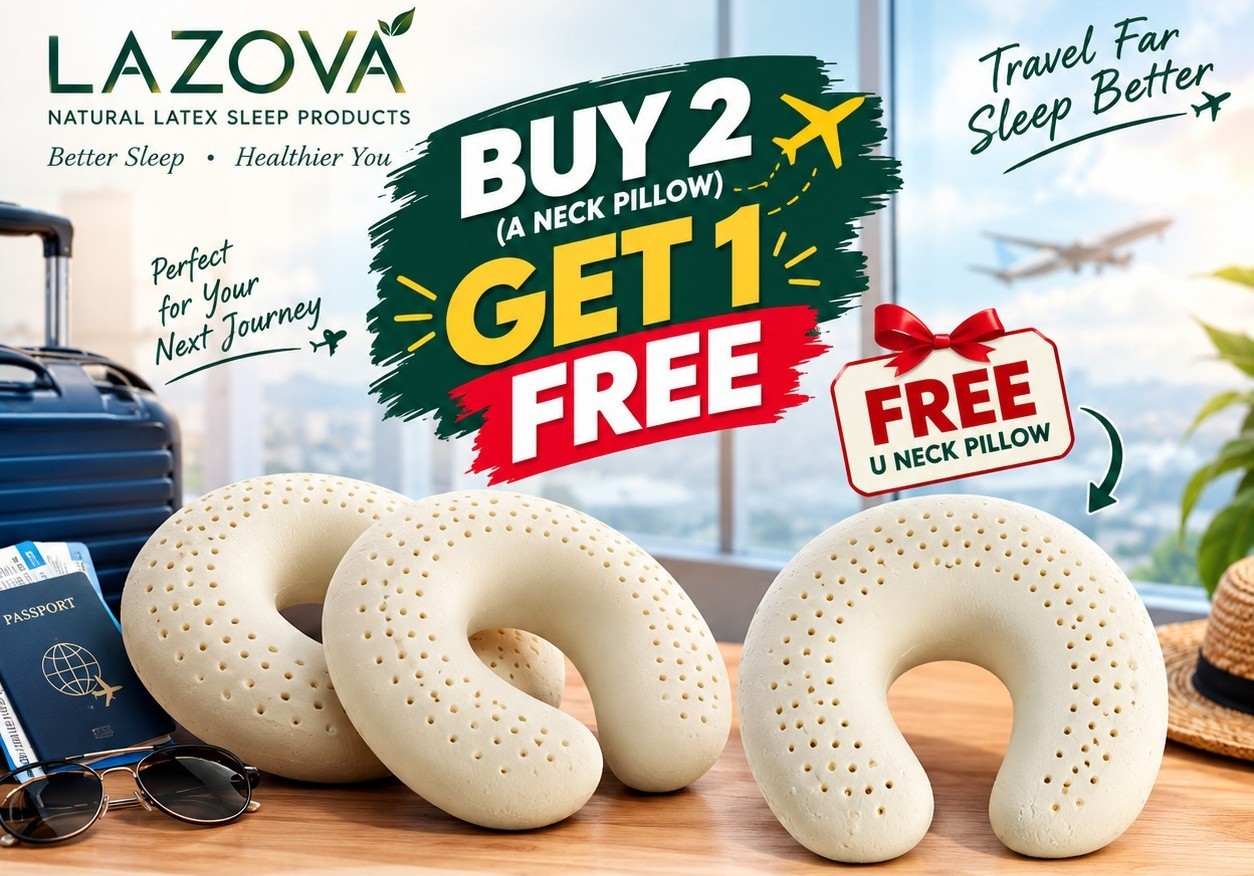 LAZOVA
NATURAL LATEX SLEEP PRODUCTS
Better Sleep • Healthier You
Travel Far
Sleep Better
BUY 2
(A NECK PILLOW)
GET 1
FREE
Perfect
for Your
Next Journey
FREE
U NECK PILLOW
PASSPORT